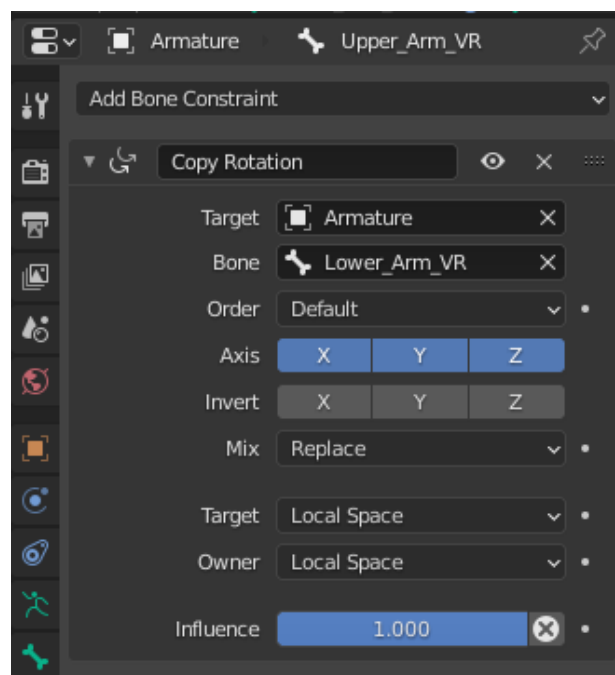 Armature Upper_Arm_VR
Add Bone Constraint
Copy Rotation
Target Armature
Bone Lower_Arm_VR
Order Default
Axis X Y Z
Invert X Y Z
Mix Replace
Target Local Space
Owner Local Space
Influence 1.000